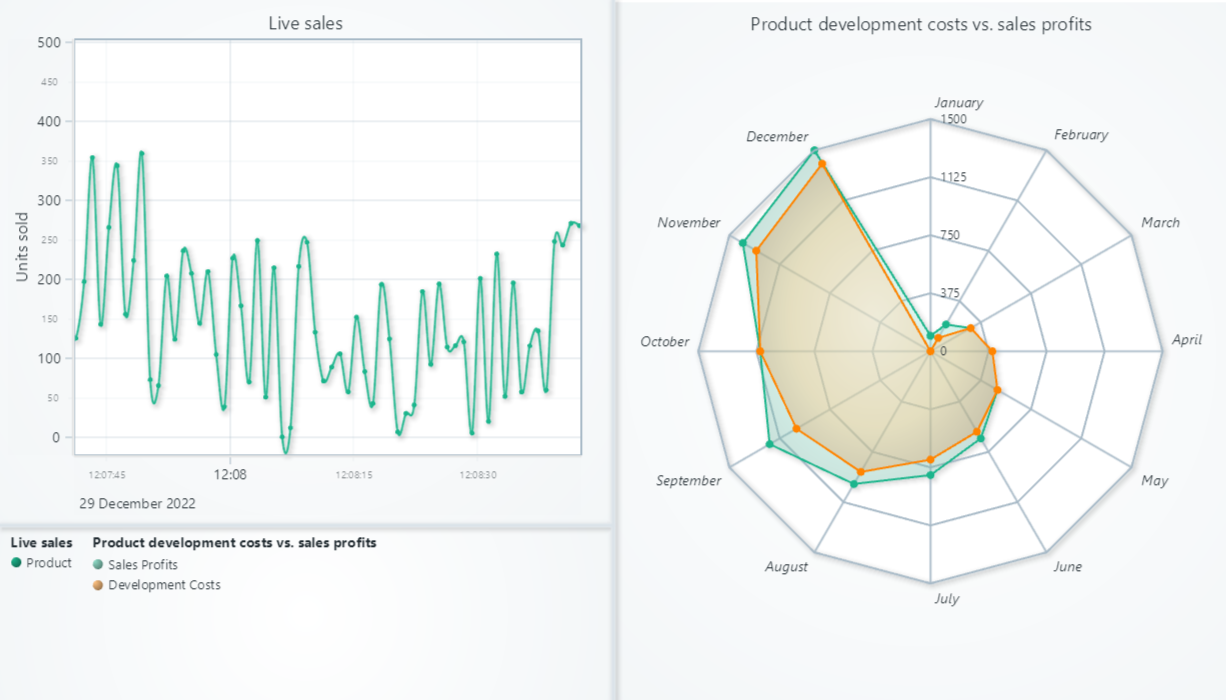 Live sales
500
450
400
350
300
250
200
150
100
50
0
Units sold
12:07:45
12:08
12:08:15
12:08:30
29 December 2022
Live sales
Product
Product development costs vs. sales profits
Sales Profits
Development Costs
Product development costs vs. sales profits
January
February
March
April
May
June
July
August
September
October
November
December
1500
1125
750
375
0